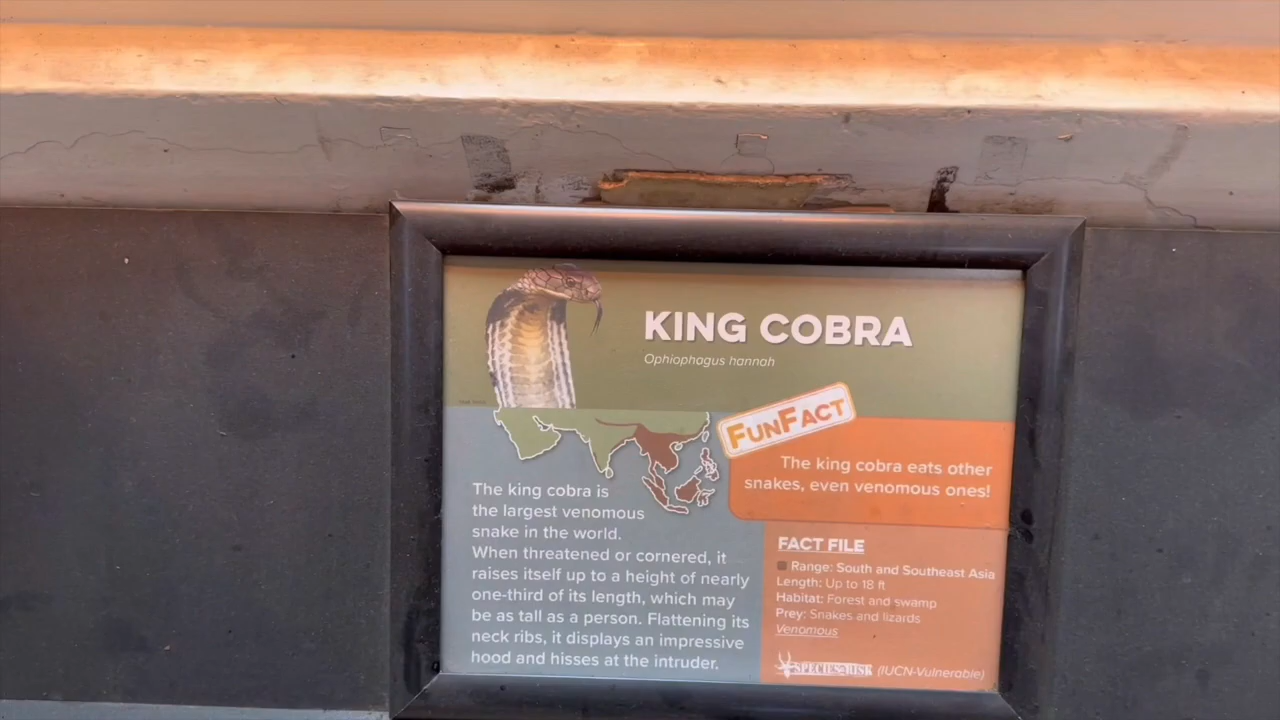 KING COBRA
Ophiophagus hannah
FUNFACT
The king cobra eats other
snakes, even venomous ones!
The king cobra is
the largest venomous
snake in the world.
When threatened or cornered, it
raises itself up to a height of nearly
one-third of its length, which may
be as tall as a person. Flattening its
neck ribs, it displays an impressive
hood and hisses at the intruder.
FACT FILE
Range: South and Southeast Asia
Length: Up to 18 ft
Habitat: Forest and swamp
Prey: Snakes and lizards
Venomous
SPECIES@RISK (IUCN-Vulnerable)